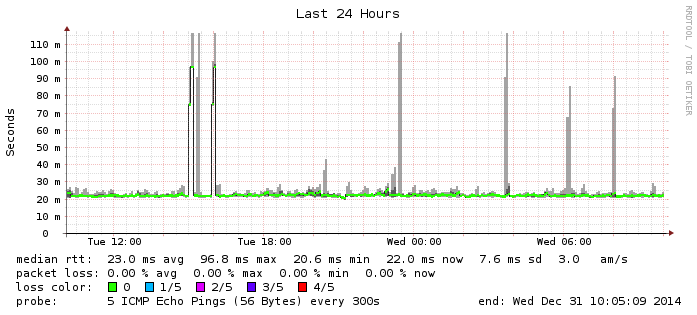 Last 24 Hours
RRDTOOL / TOBI OETIKER
Seconds
110 m
100 m
90 m
80 m
70 m
60 m
50 m
40 m
30 m
20 m
10 m
0
Tue 12:00 Tue 18:00 Wed 00:00 Wed 06:00
median rtt: 23.0 ms avg 96.8 ms max 20.6 ms min 22.0 ms now 7.6 ms sd 3.0 am/s
packet loss: 0.00 % avg 0.00 % max 0.00 % min 0.00 % now
loss color: 0 1/5 2/5 3/5 4/5
probe: 5 ICMP Echo Pings (56 Bytes) every 300s end: Wed Dec 31 10:05:09 2014